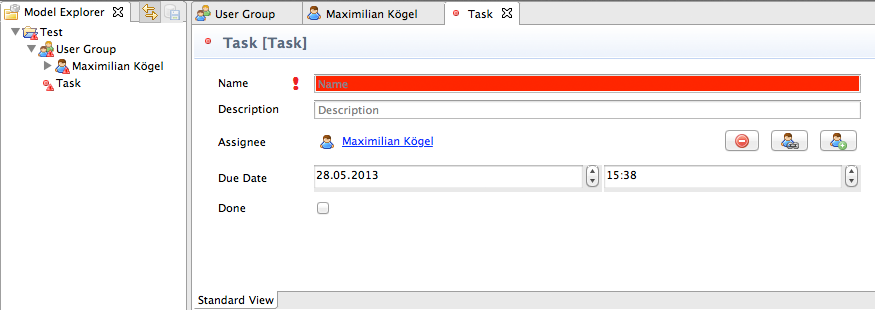 Model Explorer
Test
User Group
Maximilian Kögel
Task
User Group
Maximilian Kögel
Task
Task [Task]
Name
Name
Description
Description
Assignee
Maximilian Kögel
Due Date
28.05.2013
15:38
Done
Standard View